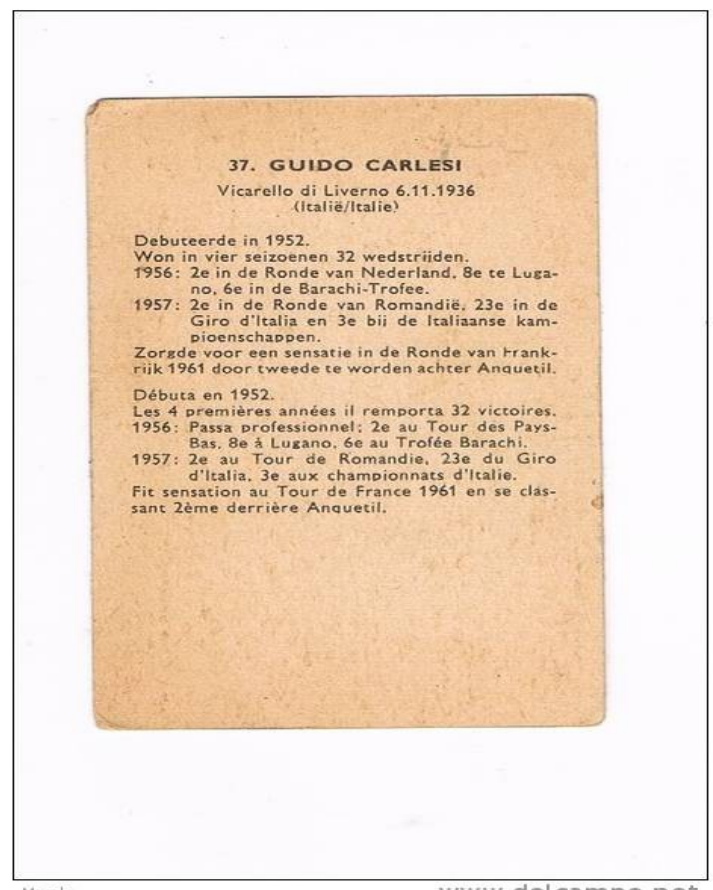 37. GUIDO CARLESI
Vicarello di Liverno 6.11.1936
(Italië/Italie)
Debuteerde in 1952.
Won in vier seizoenen 32 wedstrijden.
1956: 2e in de Ronde van Nederland, 8e te Luga-
no, 6e in de Barachi-Trofee.
1957: 2e in de Ronde van Romandië, 23e in de
Giro d'Italia en 3e bij de Italiaanse kam-
pioenschappen.
Zorgde voor een sensatie in de Ronde van Frank-
rijk 1961 door tweede te worden achter Anquetil.
Débuta en 1952.
Les 4 premières années il remporta 32 victoires.
1956: Passa professionnel; 2e au Tour des Pays-
Bas, 8e à Lugano, 6e au Trofée Barachi.
1957: 2e au Tour de Romandie, 23e du Giro
d'Italia, 3e aux championnats d'Italie.
Fit sensation au Tour de France 1961 en se clas-
sant 2ème derrière Anquetil.
www.delcampe.net